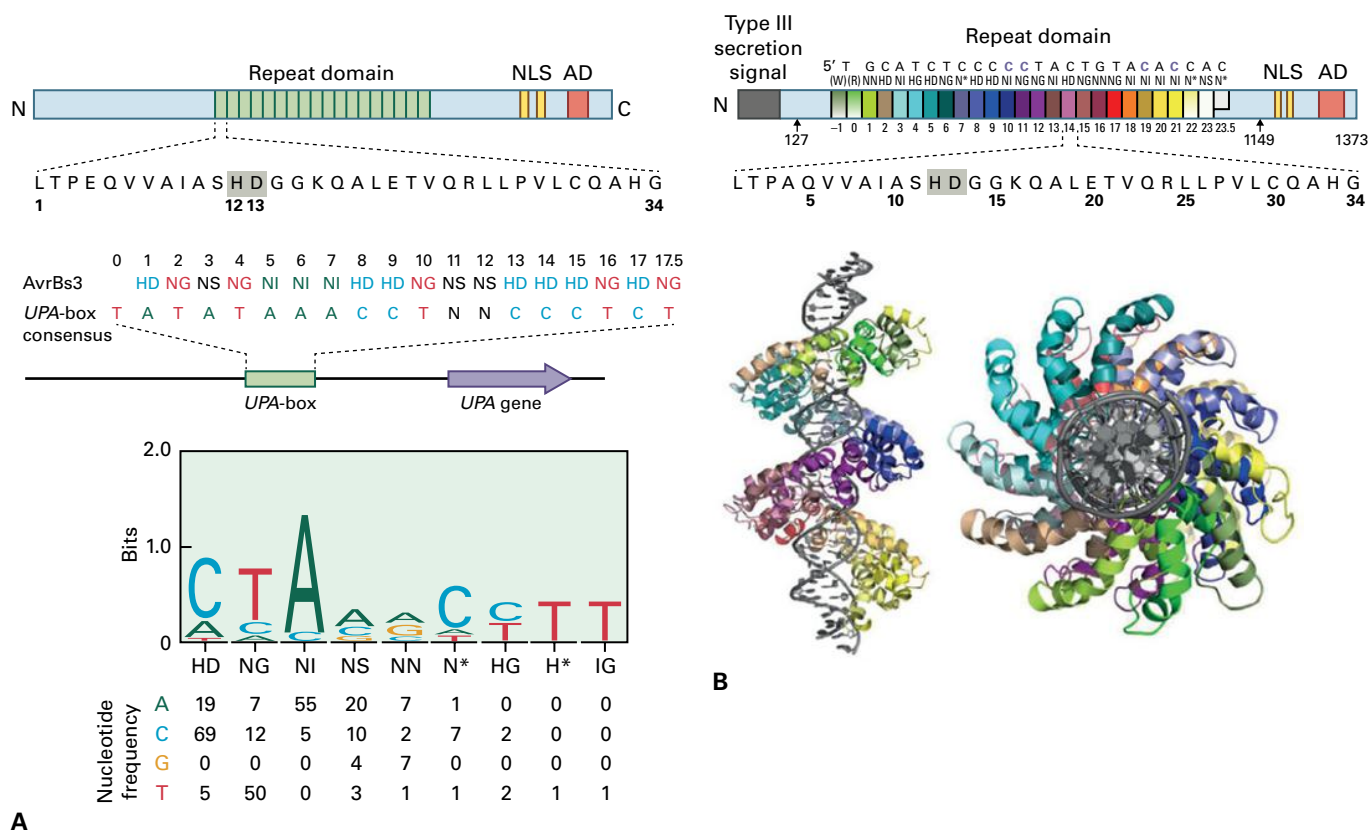 Repeat domain
NLS AD
N C
L T P E Q V V A I A S H D G G K Q A L E T V Q R L L P V L C Q A H G
1 12 13 34
0 1 2 3 4 5 6 7 8 9 10 11 12 13 14 15 16 17 17.5
AvrBs3 HD NG NS NG NI NI NI HD HD NG NS NS HD HD HD NG HD NG
UPA-box T A T A T A A A C C T N N C C C T C T
consensus
UPA-box UPA gene
2.0
1.0
0
Bits
C A T
T C A
A C
A C G
A G C
C A T
C T
T
T
HD NG NI NS NN N* HG H* IG
Nucleotide
frequency
A 19 7 55 20 7 1 0 0 0
C 69 12 5 10 2 7 2 0 0
G 0 0 0 4 7 0 0 0 0
T 5 50 0 3 1 1 2 1 1
A
Type III
secretion
signal
Repeat domain
5′ T G C A T C T C C C C C T A C T G T A C A C C A C
(W) (R) NN HD NI HG HD NG N* HD HD NI NG NG NI HD NG NN NG NI NI NI NI N* NS N*
NLS AD
N
−1 0 1 2 3 4 5 6 7 8 9 10 11 12 13 14 15 16 17 18 19 20 21 22 23 23.5
127 1149 1373
L T P A Q V V A I A S H D G G K Q A L E T V Q R L L P V L C Q A H G
5 10 15 20 25 30 34
B